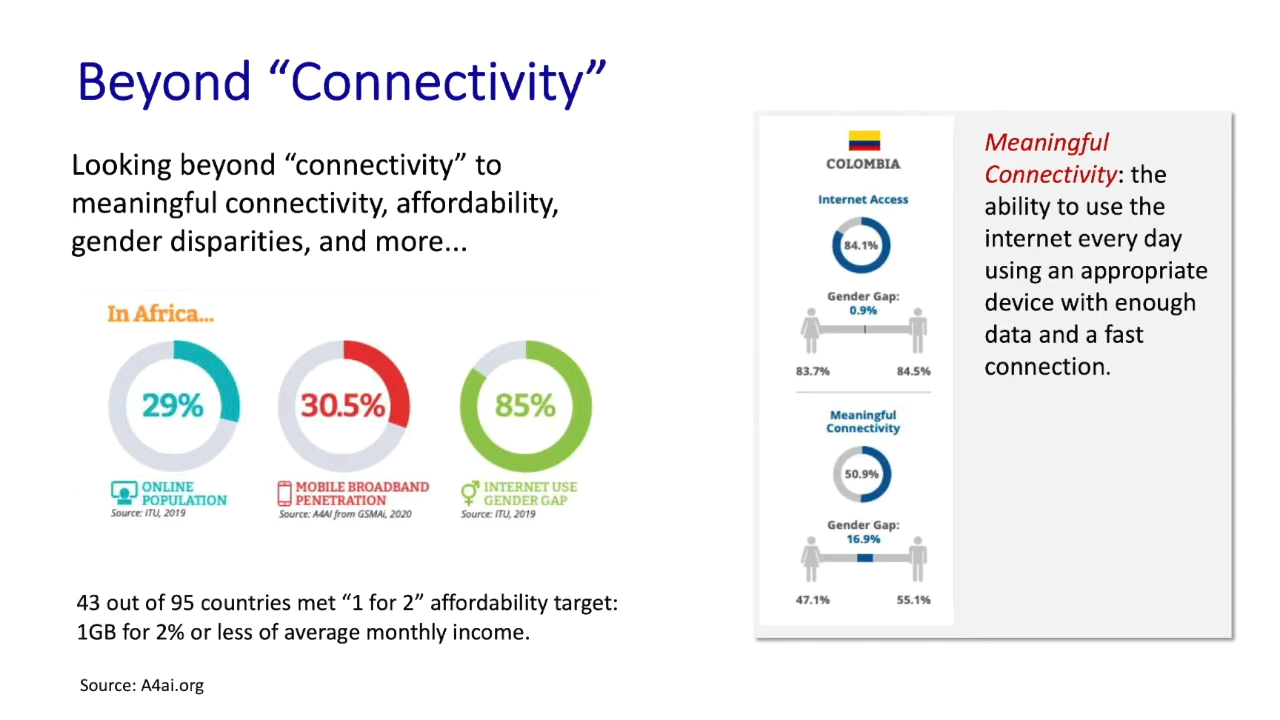 Beyond “Connectivity”
Looking beyond “connectivity” to
meaningful connectivity, affordability,
gender disparities, and more...
In Africa...
29%
ONLINE
POPULATION
Source: ITU, 2019
30.5%
MOBILE BROADBAND
PENETRATION
Source: A4AI from GSMAi, 2020
85%
INTERNET USE
GENDER GAP
Source: ITU, 2019
43 out of 95 countries met “1 for 2” affordability target:
1GB for 2% or less of average monthly income.
Source: A4ai.org
COLOMBIA
Internet Access
84.1%
Gender Gap:
0.9%
83.7% 84.5%
Meaningful
Connectivity
50.9%
Gender Gap:
16.9%
47.1% 55.1%
Meaningful
Connectivity: the
ability to use the
internet every day
using an appropriate
device with enough
data and a fast
connection.